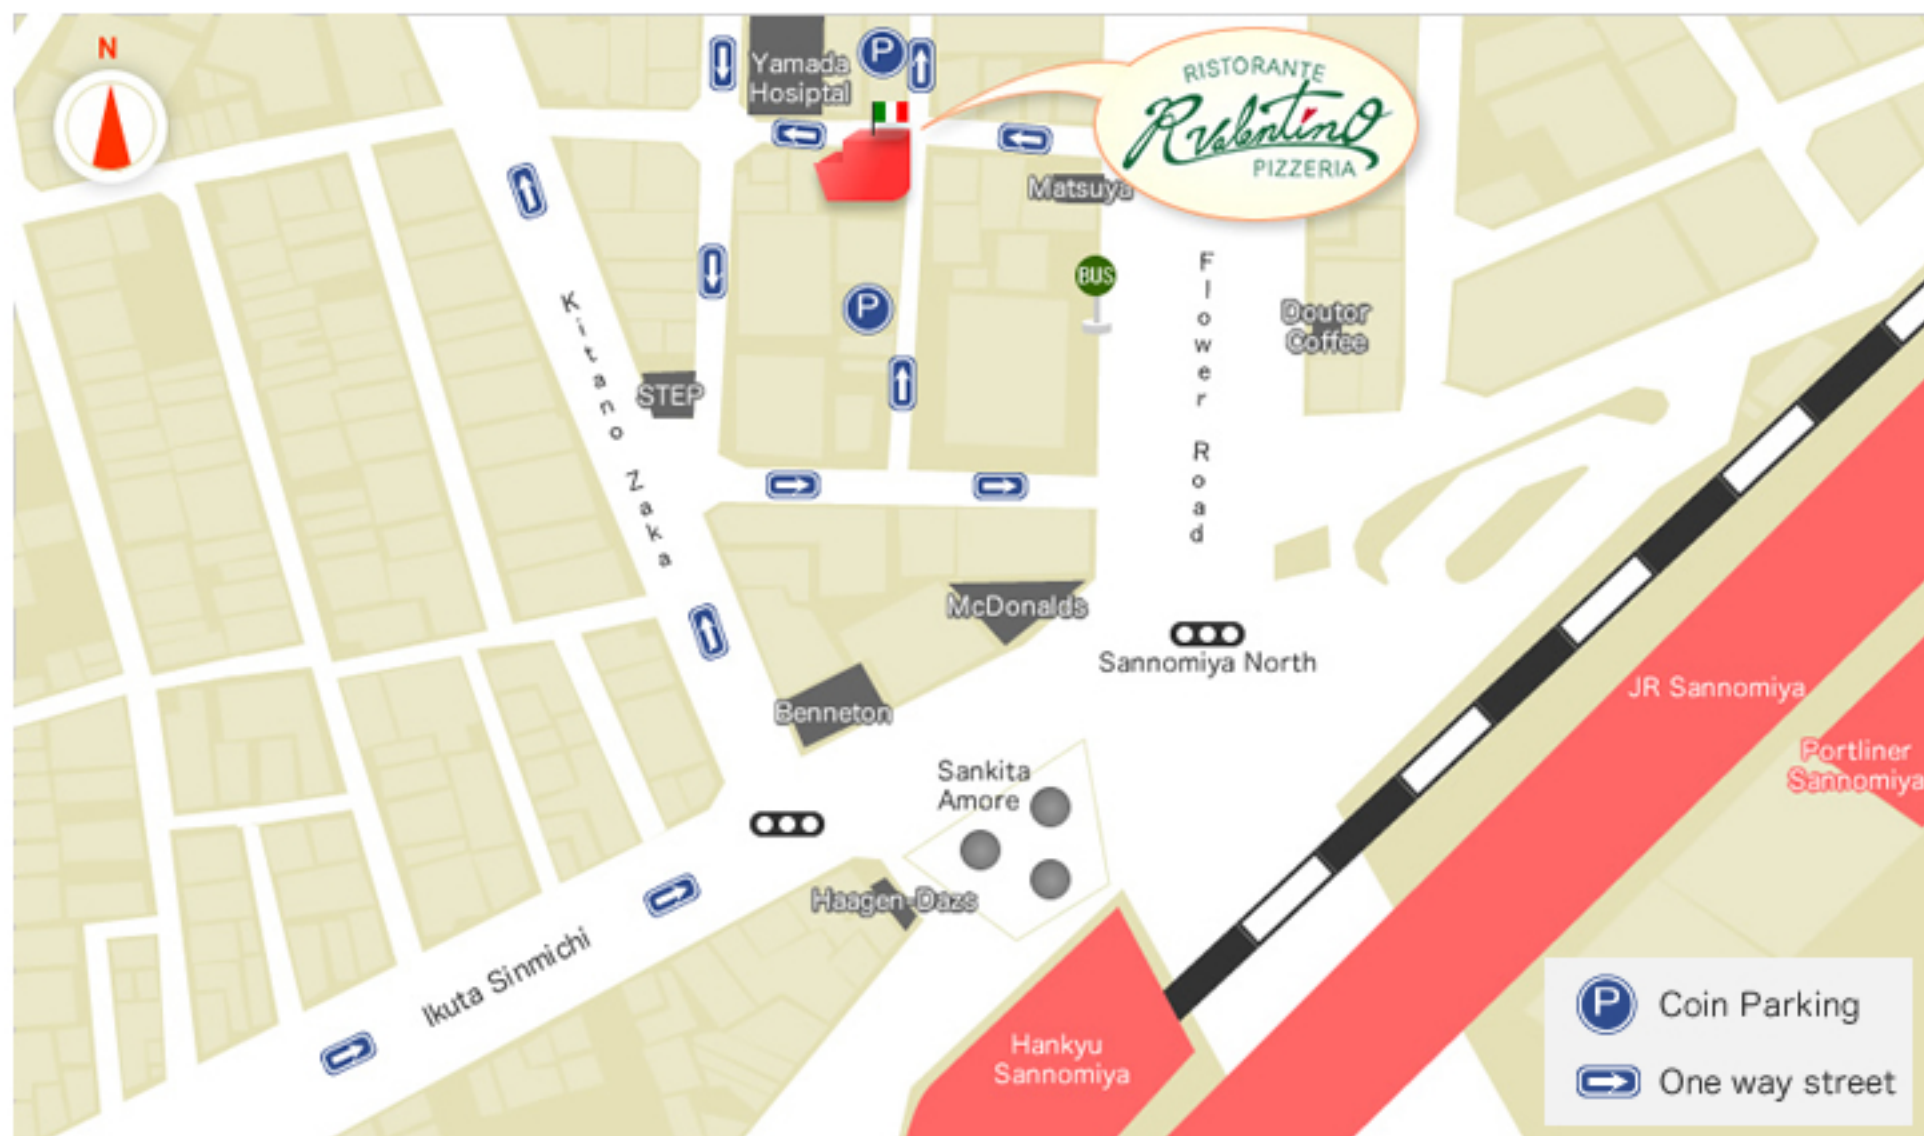 N
Yamada
Hosiptal
P
RISTORANTE
R Valentino
PIZZERIA
Matsuya
BUS
Flower Road
Doutor
Coffee
P
Kitano Zaka
STEP
McDonalds
Sannomiya North
Benneton
JR Sannomiya
Portliner
Sannomiya
Sankita
Amore
Haagen-Dazs
Ikuta Sinmichi
Hankyu
Sannomiya
P Coin Parking
One way street